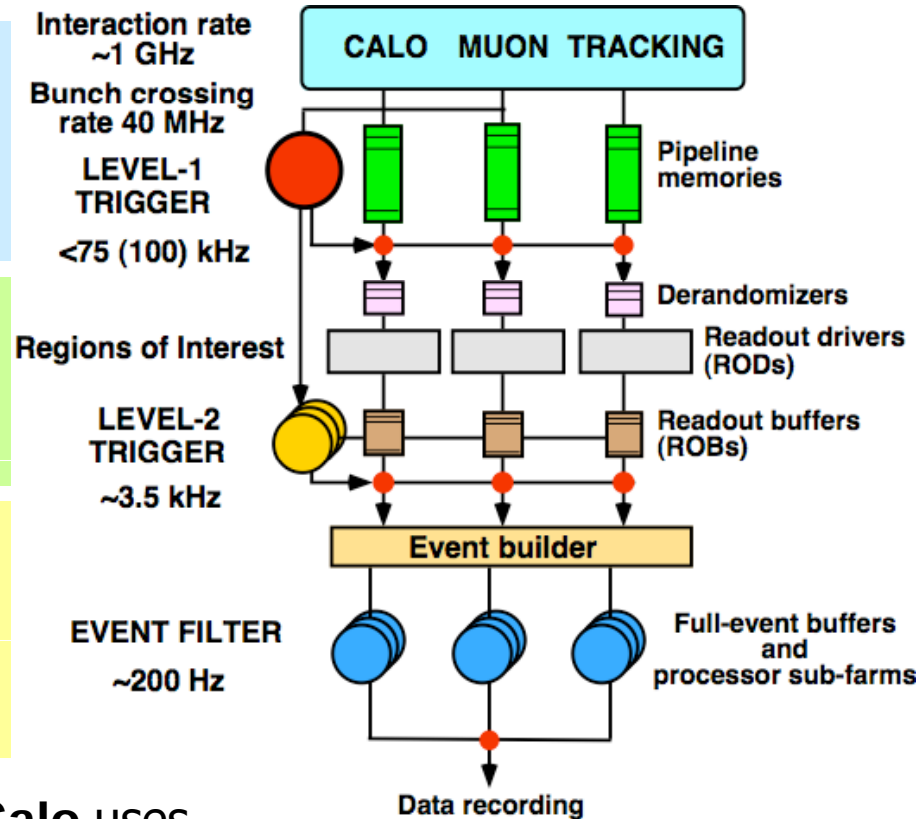 Interaction rate
~1 GHz
CALO MUON TRACKING
Bunch crossing
rate 40 MHz
LEVEL-1
TRIGGER
Pipeline
memories
<75 (100) kHz
Derandomizers
Regions of Interest
Readout drivers
(RODs)
LEVEL-2
TRIGGER
Readout buffers
(ROBs)
~3.5 kHz
Event builder
EVENT FILTER
~200 Hz
Full-event buffers
and
processor sub-farms
Data recording
Calo uses